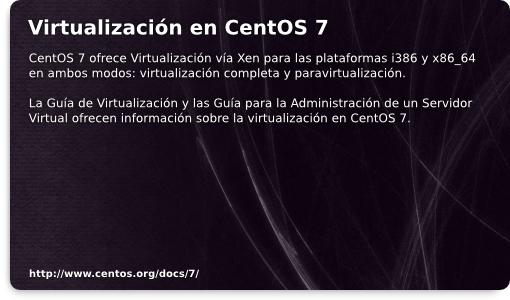 Virtualización en CentOS 7
CentOS 7 ofrece Virtualización vía Xen para las plataformas i386 y x86_64
en ambos modos: virtualización completa y paravirtualización.
La Guía de Virtualización y las Guía para la Administración de un Servidor
Virtual ofrecen información sobre la virtualización en CentOS 7.
http://www.centos.org/docs/7/